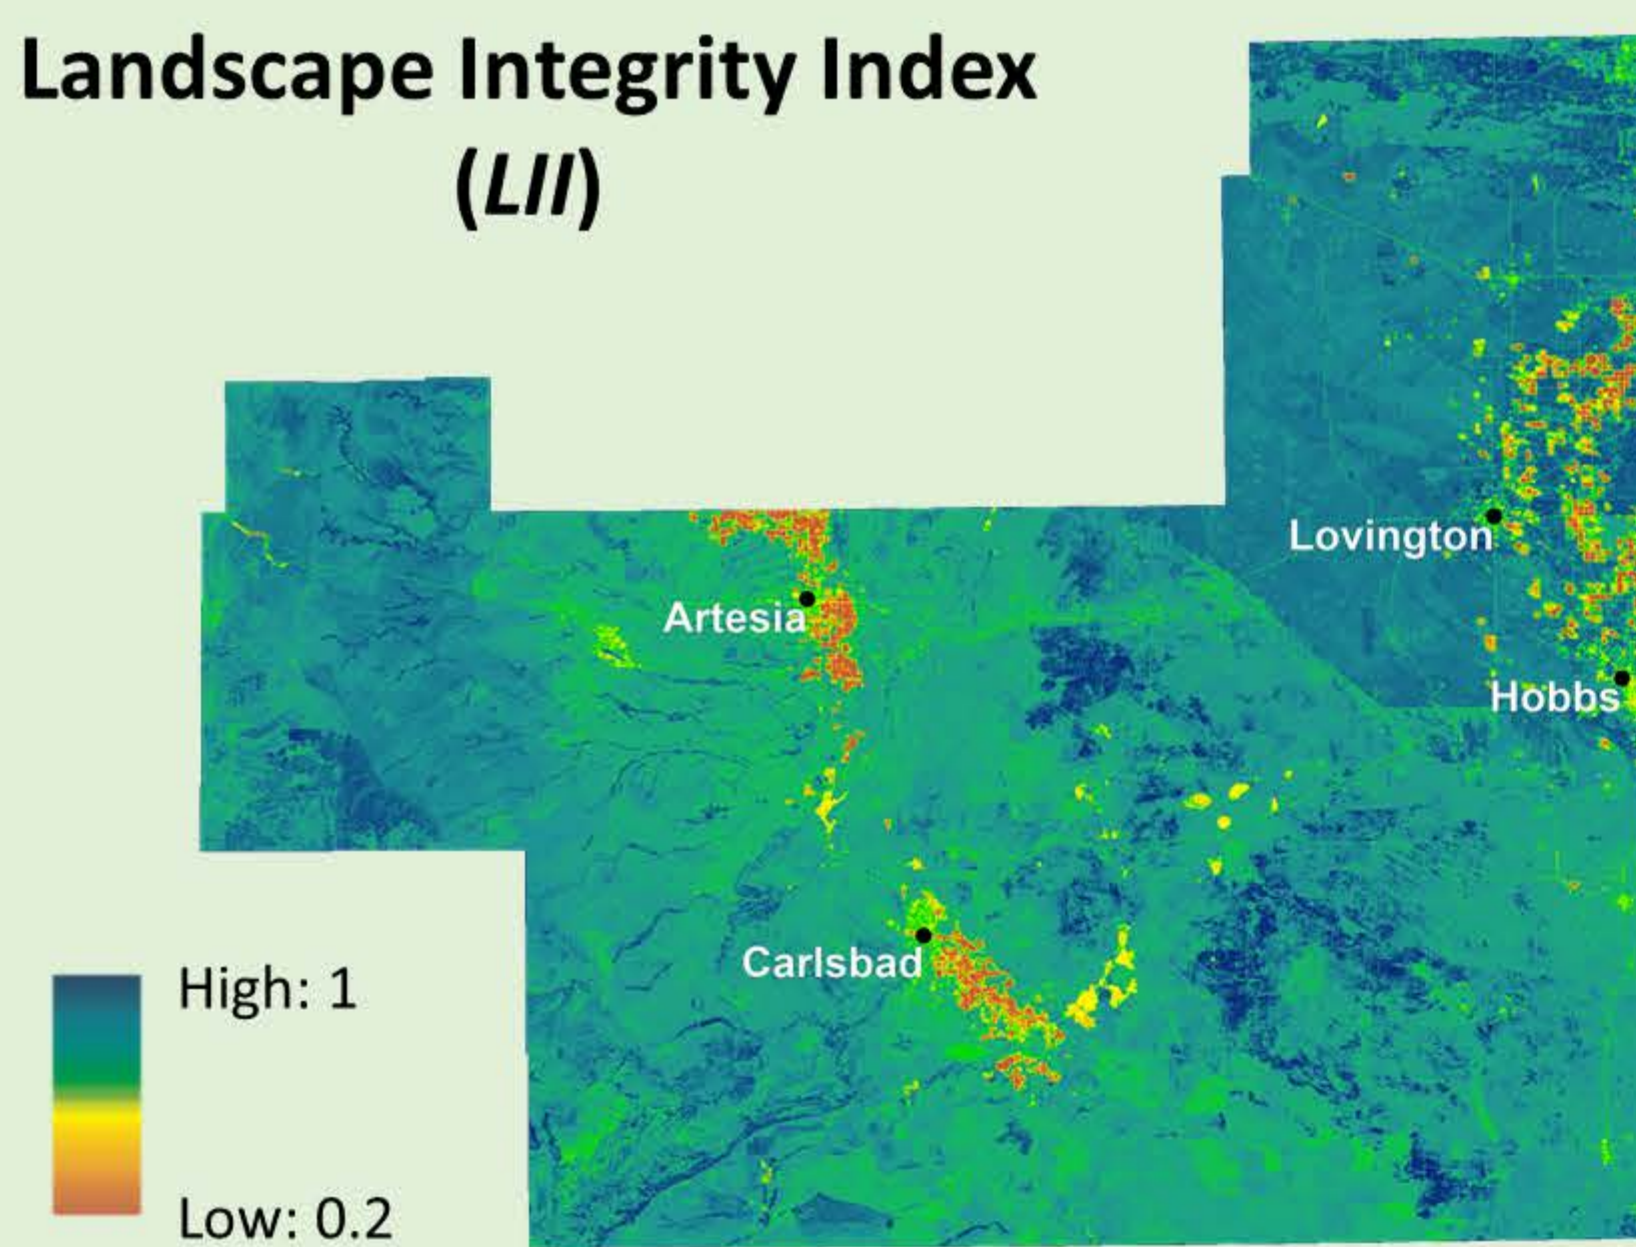 Landscape Integrity Index
(LII)
Lovington
Artesia
Hobbs
Carlsbad
High: 1
Low: 0.2